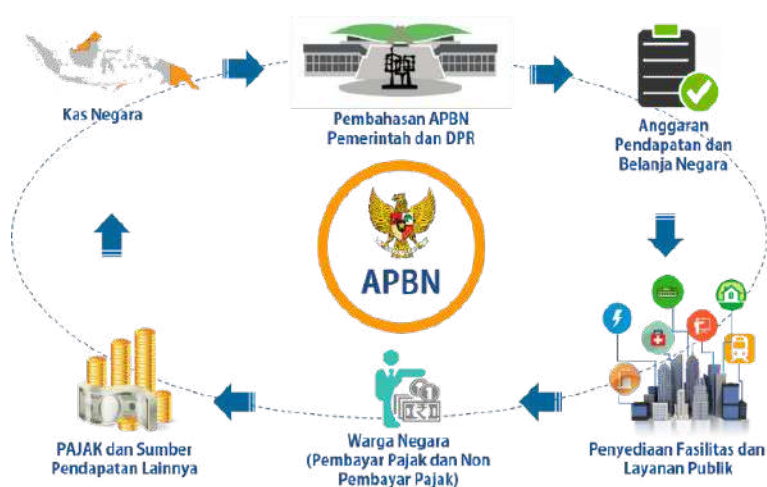 Kas Negara
Pembahasan APBN
Pemerintah dan DPR
Anggaran
Pendapatan dan
Belanja Negara
APBN
PAJAK dan Sumber
Pendapatan Lainnya
Warga Negara
(Pembayar Pajak dan Non
Pembayar Pajak)
Penyediaan Fasilitas dan
Layanan Publik